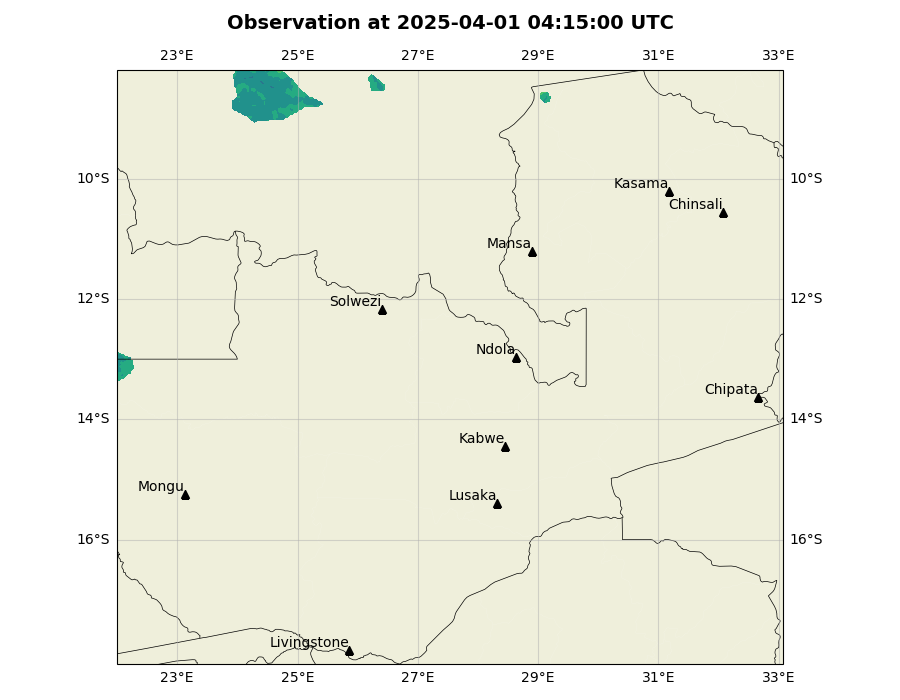 Observation at 2025-04-01 04:15:00 UTC
23°E 25°E 27°E 29°E 31°E 33°E
10°S 10°S
Kasama
Chinsali
Mansa
12°S 12°S
Solwezi
Ndola
Chipata
14°S 14°S
Kabwe
Mongu
Lusaka
16°S 16°S
Livingstone
23°E 25°E 27°E 29°E 31°E 33°E